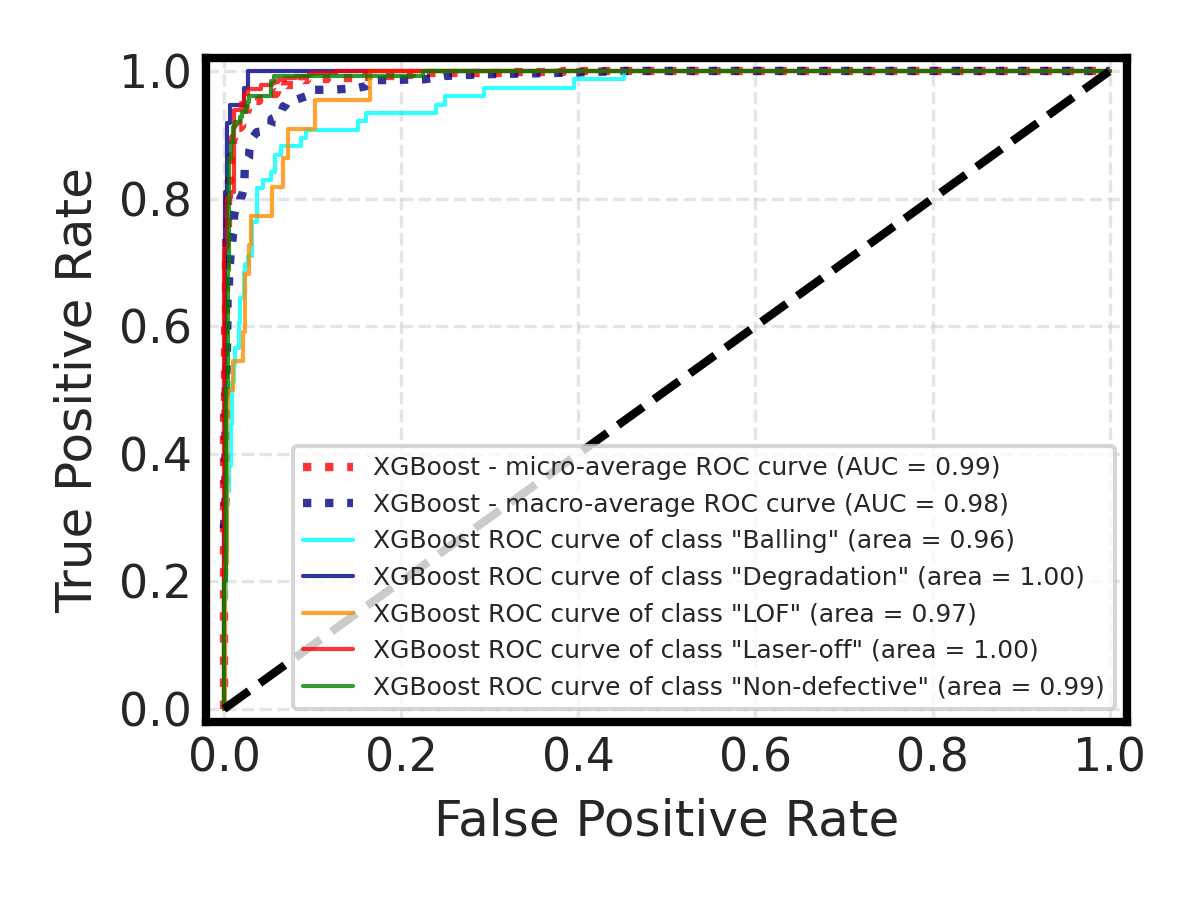 True Positive Rate
1.0
0.8
0.6
0.4
0.2
0.0
XGBoost - micro-average ROC curve (AUC = 0.99)
XGBoost - macro-average ROC curve (AUC = 0.98)
XGBoost ROC curve of class "Balling" (area = 0.96)
XGBoost ROC curve of class "Degradation" (area = 1.00)
XGBoost ROC curve of class "LOF" (area = 0.97)
XGBoost ROC curve of class "Laser-off" (area = 1.00)
XGBoost ROC curve of class "Non-defective" (area = 0.99)
0.0 0.2 0.4 0.6 0.8 1.0
False Positive Rate